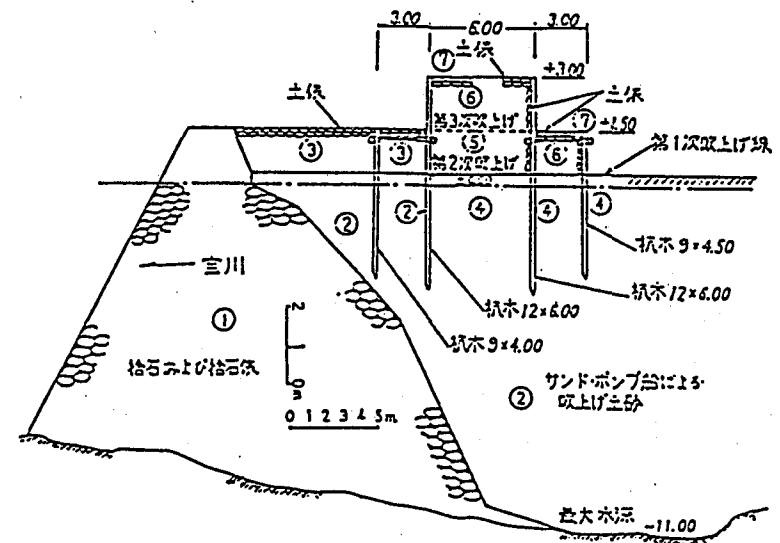 3.00 6.00 3.00
⑦ 土俵
+3.00
土俵
⑥
土俵
第3次吹上げ
⑦ +1.50
③ ③ ⑤ ⑥
第1次吹上げ線
第2次吹上げ
② ② ④ ④ ④
杭木 9×4.50
杭木 12×6.00
杭木 12×6.00
杭木 9×4.00
①
捨石および捨石俵
2
1
0m
0 1 2 3 4 5m
② サンド・ポンプ船による
吹上げ土砂
最大水深 -11.00